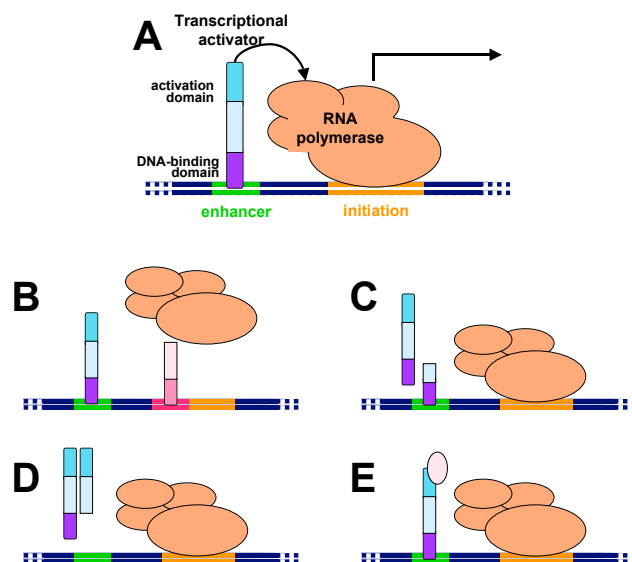 A
Transcriptional
activator
activation
domain
RNA
polymerase
DNA-binding
domain
enhancer
initiation
B
C
D
E